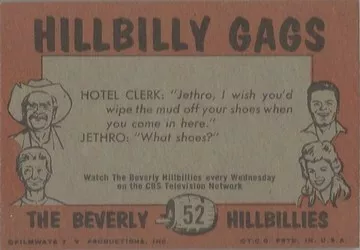 HILLBILLY GAGS
HOTEL CLERK: "Jethro, I wish you'd
wipe the mud off your shoes when
you come in here."
JETHRO: "What shoes?"
Watch The Beverly Hillbillies every Wednesday
on the CBS Television Network
THE BEVERLY 52 HILLBILLIES
©FILMWAYS T. V. PRODUCTIONS, INC. ©T.C.G. PRTD. IN. U.S.A.